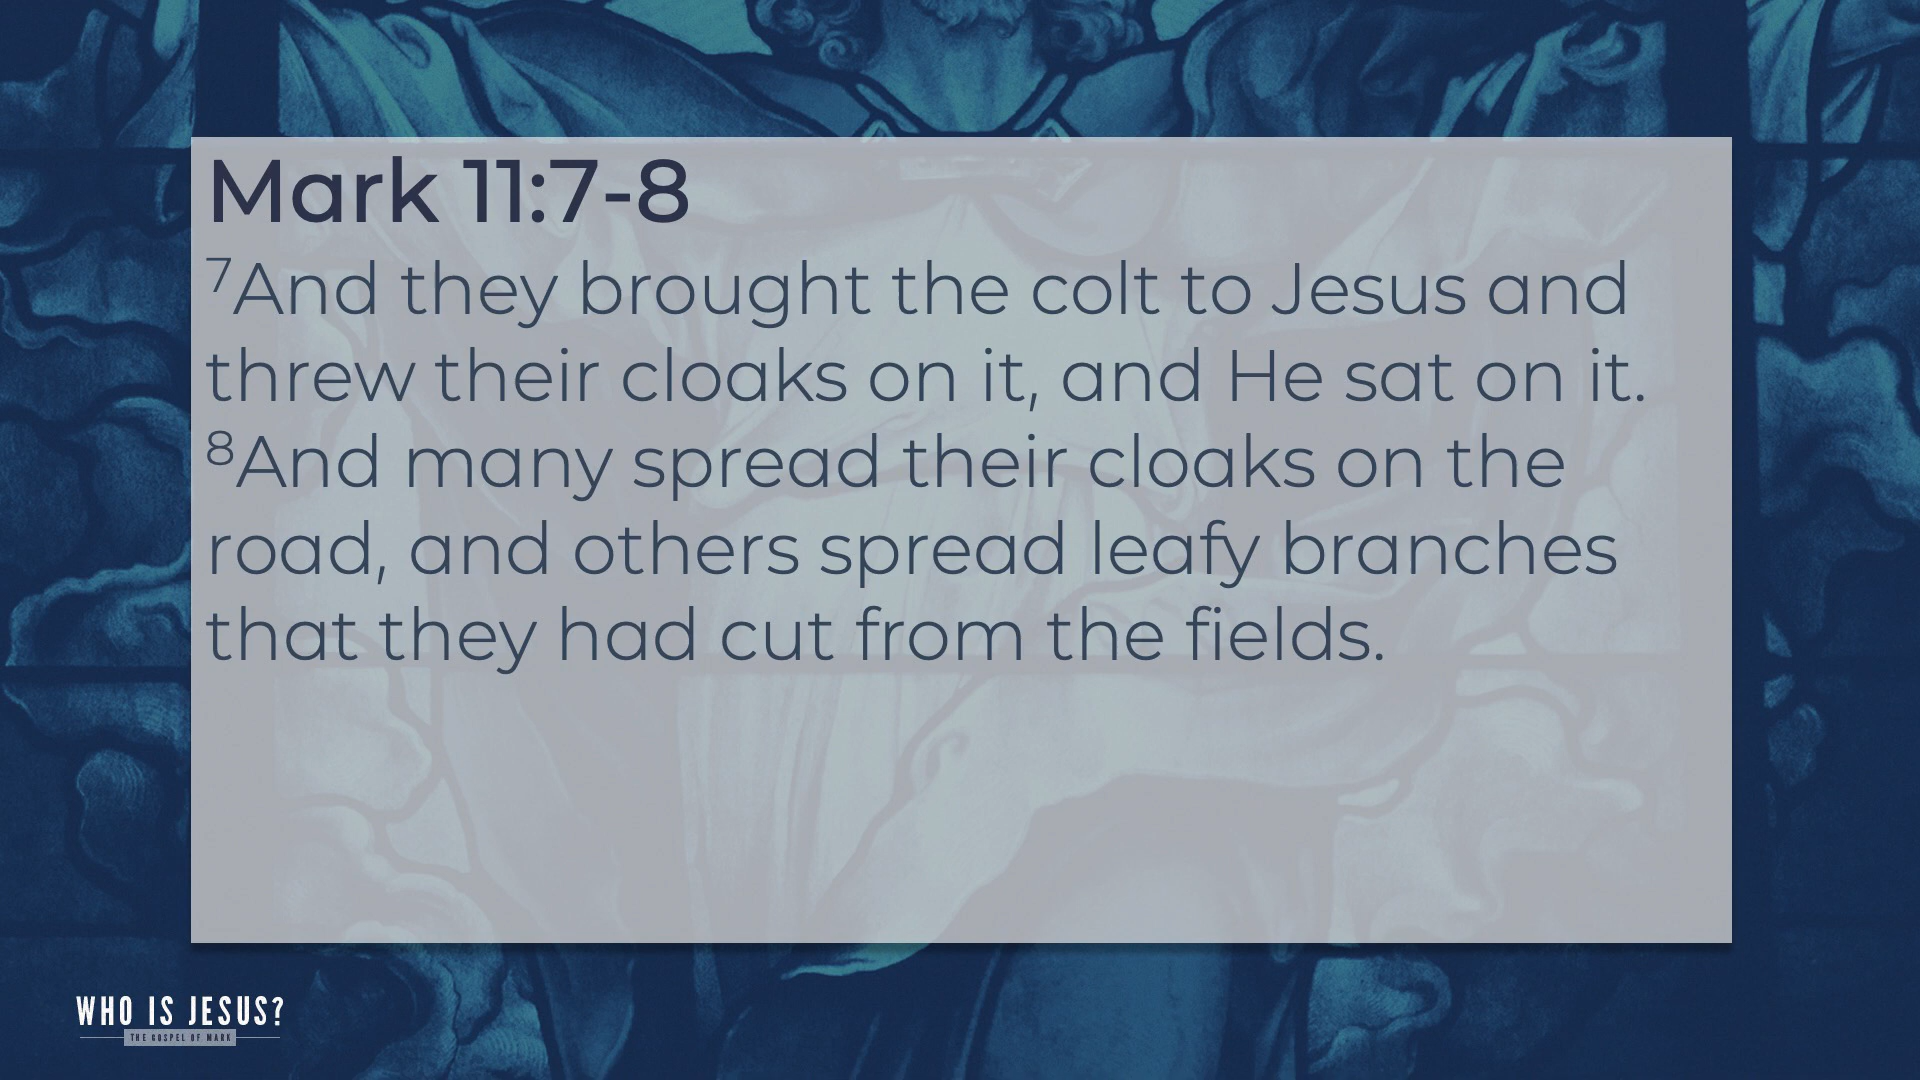 Mark 11:7-8
⁷And they brought the colt to Jesus and
threw their cloaks on it, and He sat on it.
⁸And many spread their cloaks on the
road, and others spread leafy branches
that they had cut from the fields.
WHO IS JESUS?
THE GOSPEL OF MARK